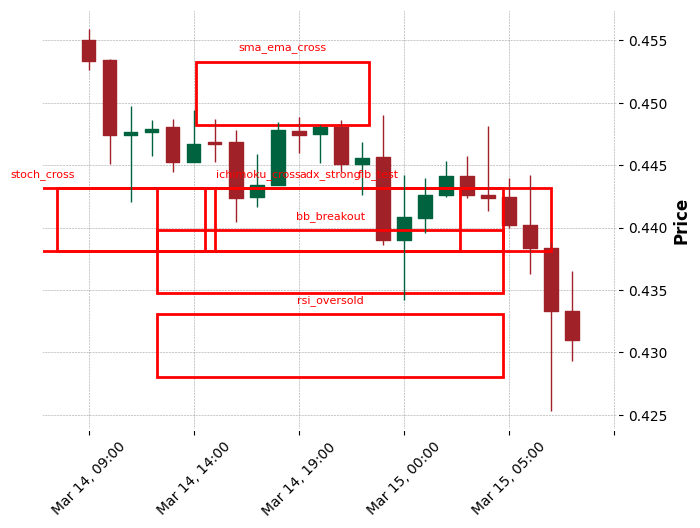 sma_ema_cross
0.455
0.450
0.445
stoch_cross
adx_strong
0.440
bb_breakout
Price
0.435
rsi_oversold
0.430
0.425
Mar 14, 09:00
Mar 14, 14:00
Mar 14, 19:00
Mar 15, 00:00
Mar 15, 05:00